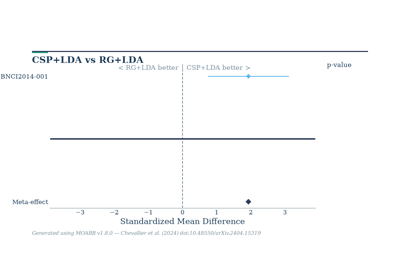 CSP+LDA vs RG+LDA
< RG+LDA better | CSP+LDA better >
p-value
BNCI2014-001
Meta-effect
−3 −2 −1 0 1 2 3
Standardized Mean Difference
Generated using MOABB v1.6.0 — Chevallier et al. (2024) doi:10.48550/arXiv.2404.15319